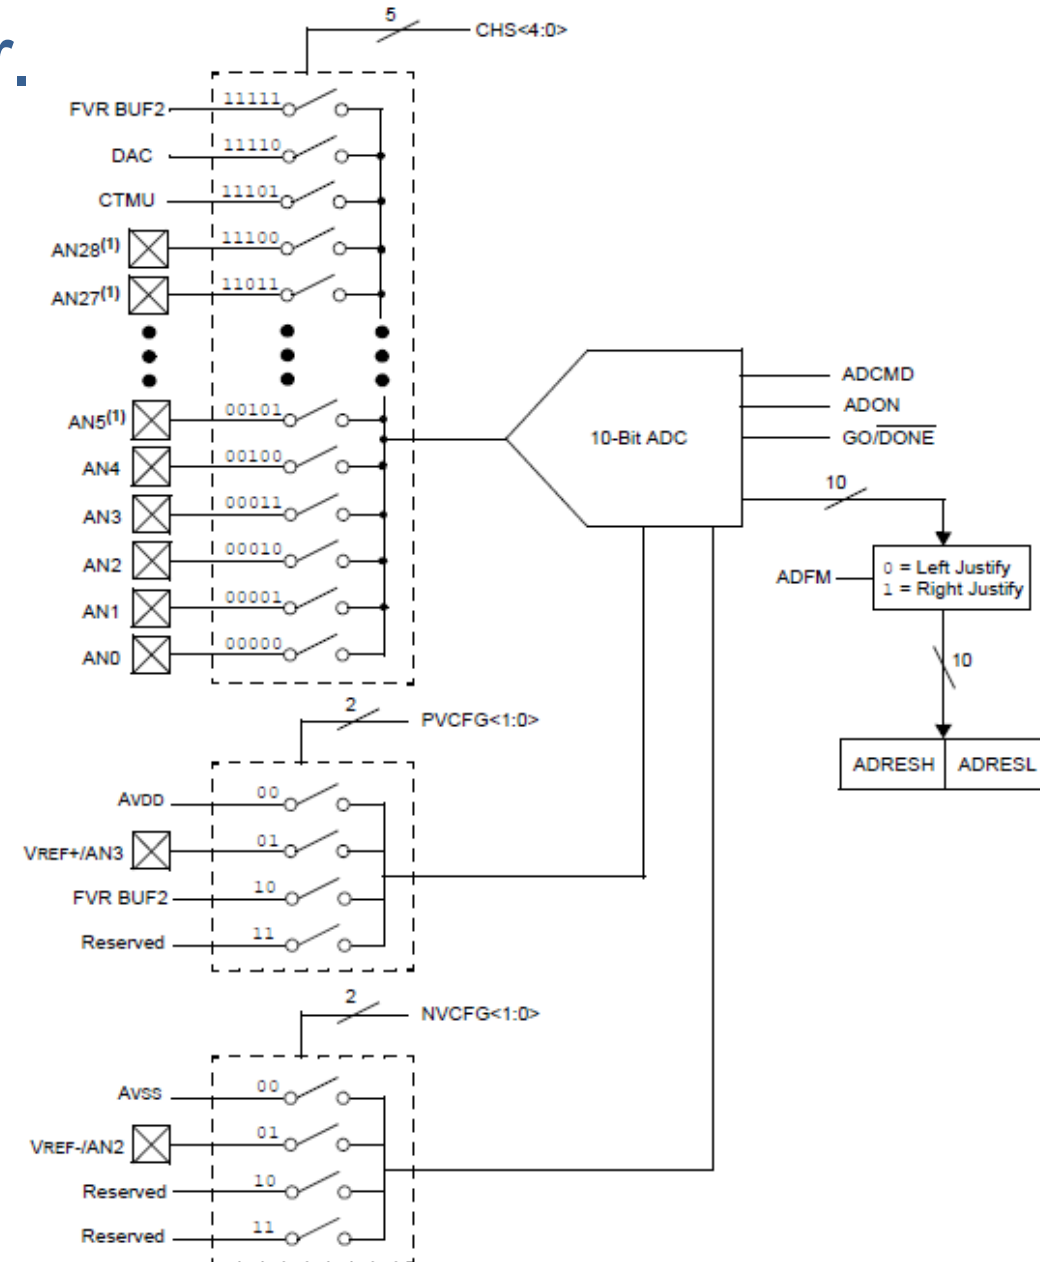 r.
5
CHS<4:0>
FVR BUF2 11111
DAC 11110
CTMU 11101
AN28(1) 11100
AN27(1) 11011
AN5(1) 00101
AN4 00100
AN3 00011
AN2 00010
AN1 00001
AN0 00000
10-Bit ADC
ADCMD
ADON
GO/DONE
10
ADFM
0 = Left Justify
1 = Right Justify
10
ADRESH ADRESL
2
PVCFG<1:0>
AVDD 00
VREF+/AN3 01
FVR BUF2 10
Reserved 11
2
NVCFG<1:0>
AVSS 00
VREF-/AN2 01
Reserved 10
Reserved 11